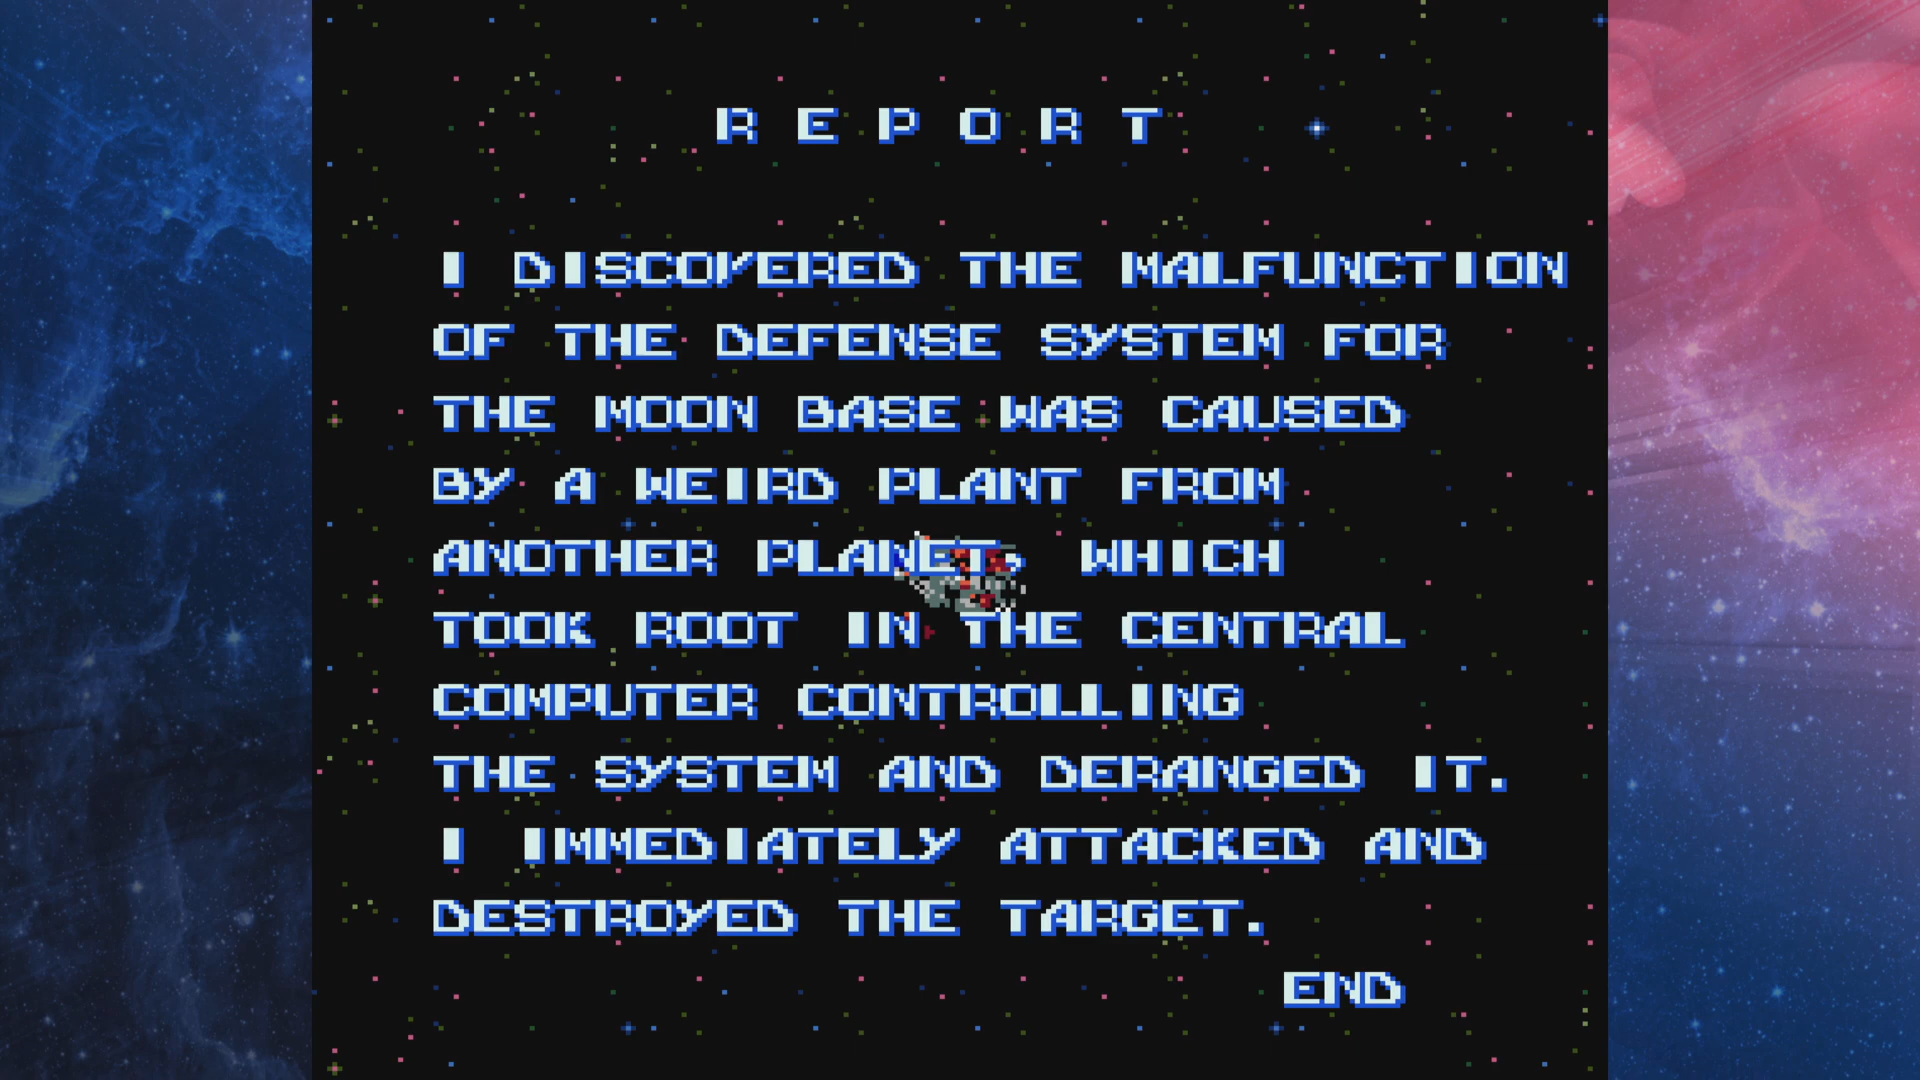 REPORT
I DISCOVERED THE MALFUNCTION
OF THE DEFENSE SYSTEM FOR
THE MOON BASE WAS CAUSED
BY A WEIRD PLANT FROM
ANOTHER PLANET, WHICH
TOOK ROOT IN THE CENTRAL
COMPUTER CONTROLLING
THE SYSTEM AND DERANGED IT.
I IMMEDIATELY ATTACKED AND
DESTROYED THE TARGET.
END